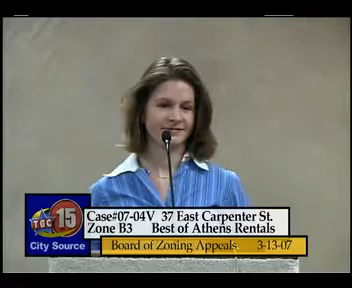 TGC 15
City Source
Case#07-04V 37 East Carpenter St.
Zone B3 Best of Athens Rentals
Board of Zoning Appeals 3-13-07